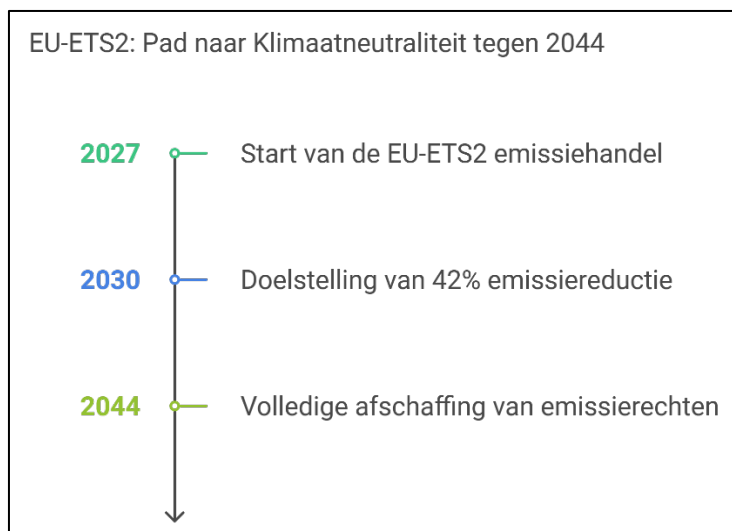 EU-ETS2: Pad naar Klimaatneutraliteit tegen 2044
2027 Start van de EU-ETS2 emissiehandel
2030 Doelstelling van 42% emissiereductie
2044 Volledige afschaffing van emissierechten